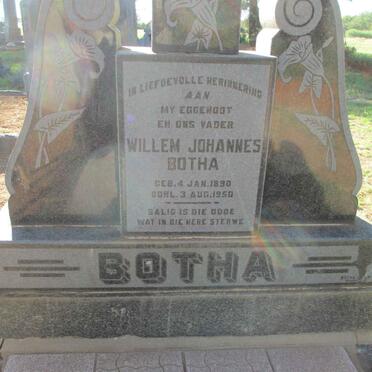 IN LIEFDEVOLLE HERINNERING
AAN
MY EGGENOOT
EN ONS VADER
WILLEM JOHANNES
BOTHA
GEB. 4 JAN. 1890
OORL. 3 AUG. 1950
SALIG IS DIE DODE
WAT IN DIE HERE STERWE
BOTHA